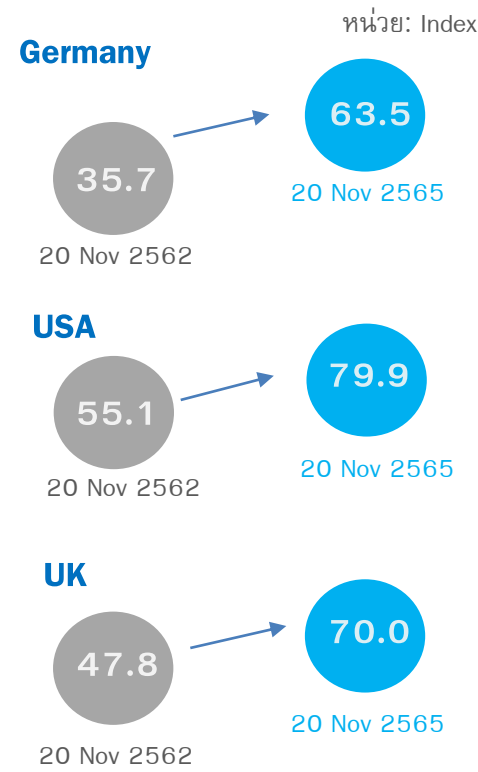 หน่วย: Index
Germany
35.7
63.5
20 Nov 2562
20 Nov 2565
USA
55.1
79.9
20 Nov 2562
20 Nov 2565
UK
47.8
70.0
20 Nov 2562
20 Nov 2565